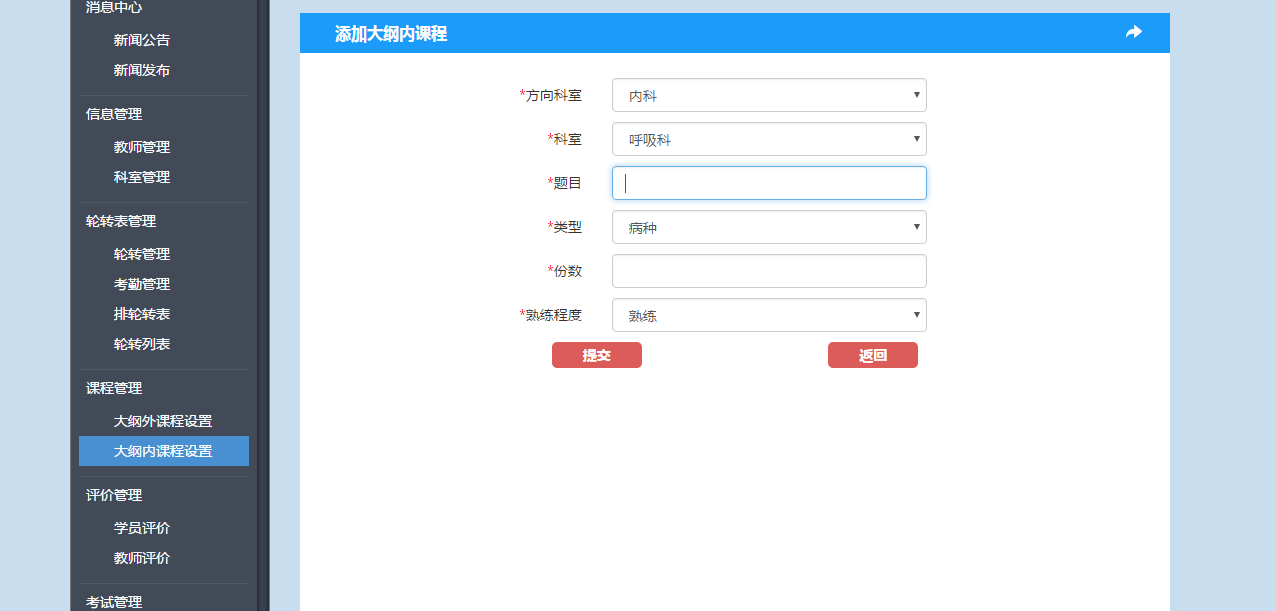 消息中心
新闻公告
新闻发布
信息管理
教师管理
科室管理
轮转表管理
轮转管理
考勤管理
排轮转表
轮转列表
课程管理
大纲外课程设置
大纲内课程设置
评价管理
学员评价
教师评价
考试管理
添加大纲内课程
*方向科室 内科
*科室 呼吸科
*题目
*类型 病种
*份数
*熟练程度 熟练
提交 返回